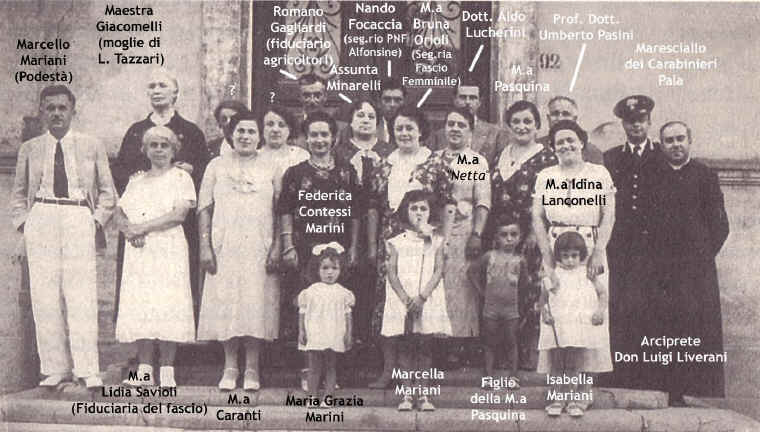 Maestra
Giacomelli
(moglie di
L. Tazzari)
Marcello
Mariani
(Podestà)
Romano
Gagliardi
(fiduciario
agricoltori)
Nando
Focaccia
(seg.rio PNF
Alfonsine)
M.a
Bruna
Orioli
(Seg.ria
Fascio
Femminile)
Dott. Aldo
Lucherini
Prof. Dott.
Umberto Pasini
Maresciallo
dei Carabinieri
Paia
Assunta
Minarelli
M.a
Pasquina
92
?
?
M.a
"Netta"
Federica
Contessi
Marini
M.a Idina
Lanconelli
Arciprete
Don Luigi Liverani
M.a
Lidia Savioli
(Fiduciaria del fascio)
M.a
Caranti
Maria Grazia
Marini
Marcella
Mariani
Figlio
della M.a
Pasquina
Isabella
Mariani